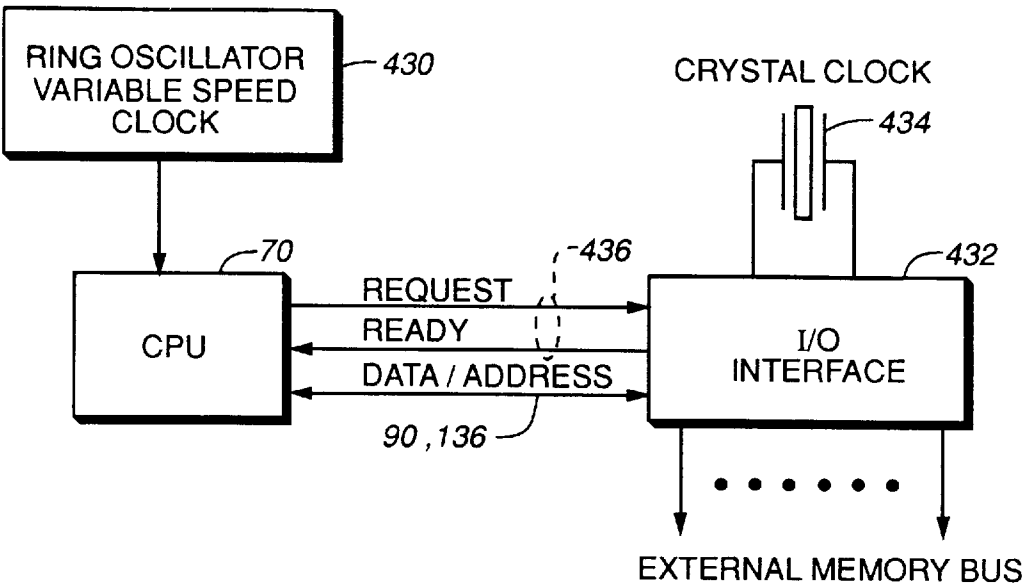 RING OSCILLATOR
VARIABLE SPEED
CLOCK
430
CRYSTAL CLOCK
434
70
436
432
CPU
REQUEST
READY
DATA / ADDRESS
90 , 136
I/O
INTERFACE
EXTERNAL MEMORY BUS